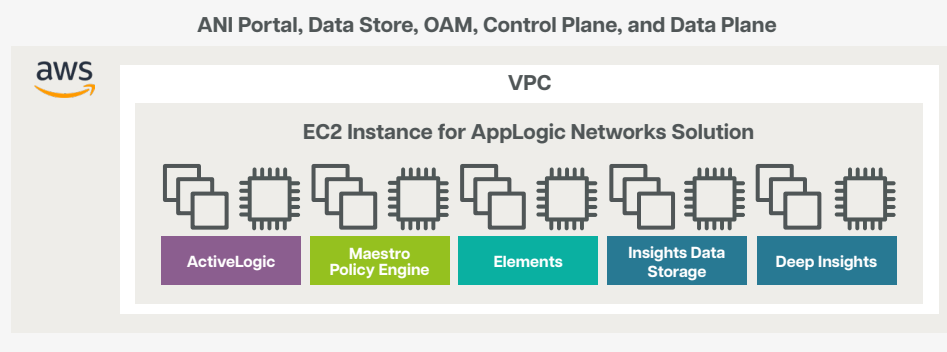 ANI Portal, Data Store, OAM, Control Plane, and Data Plane
aws
VPC
EC2 Instance for AppLogic Networks Solution
ActiveLogic
Maestro
Policy Engine
Elements
Insights Data
Storage
Deep Insights